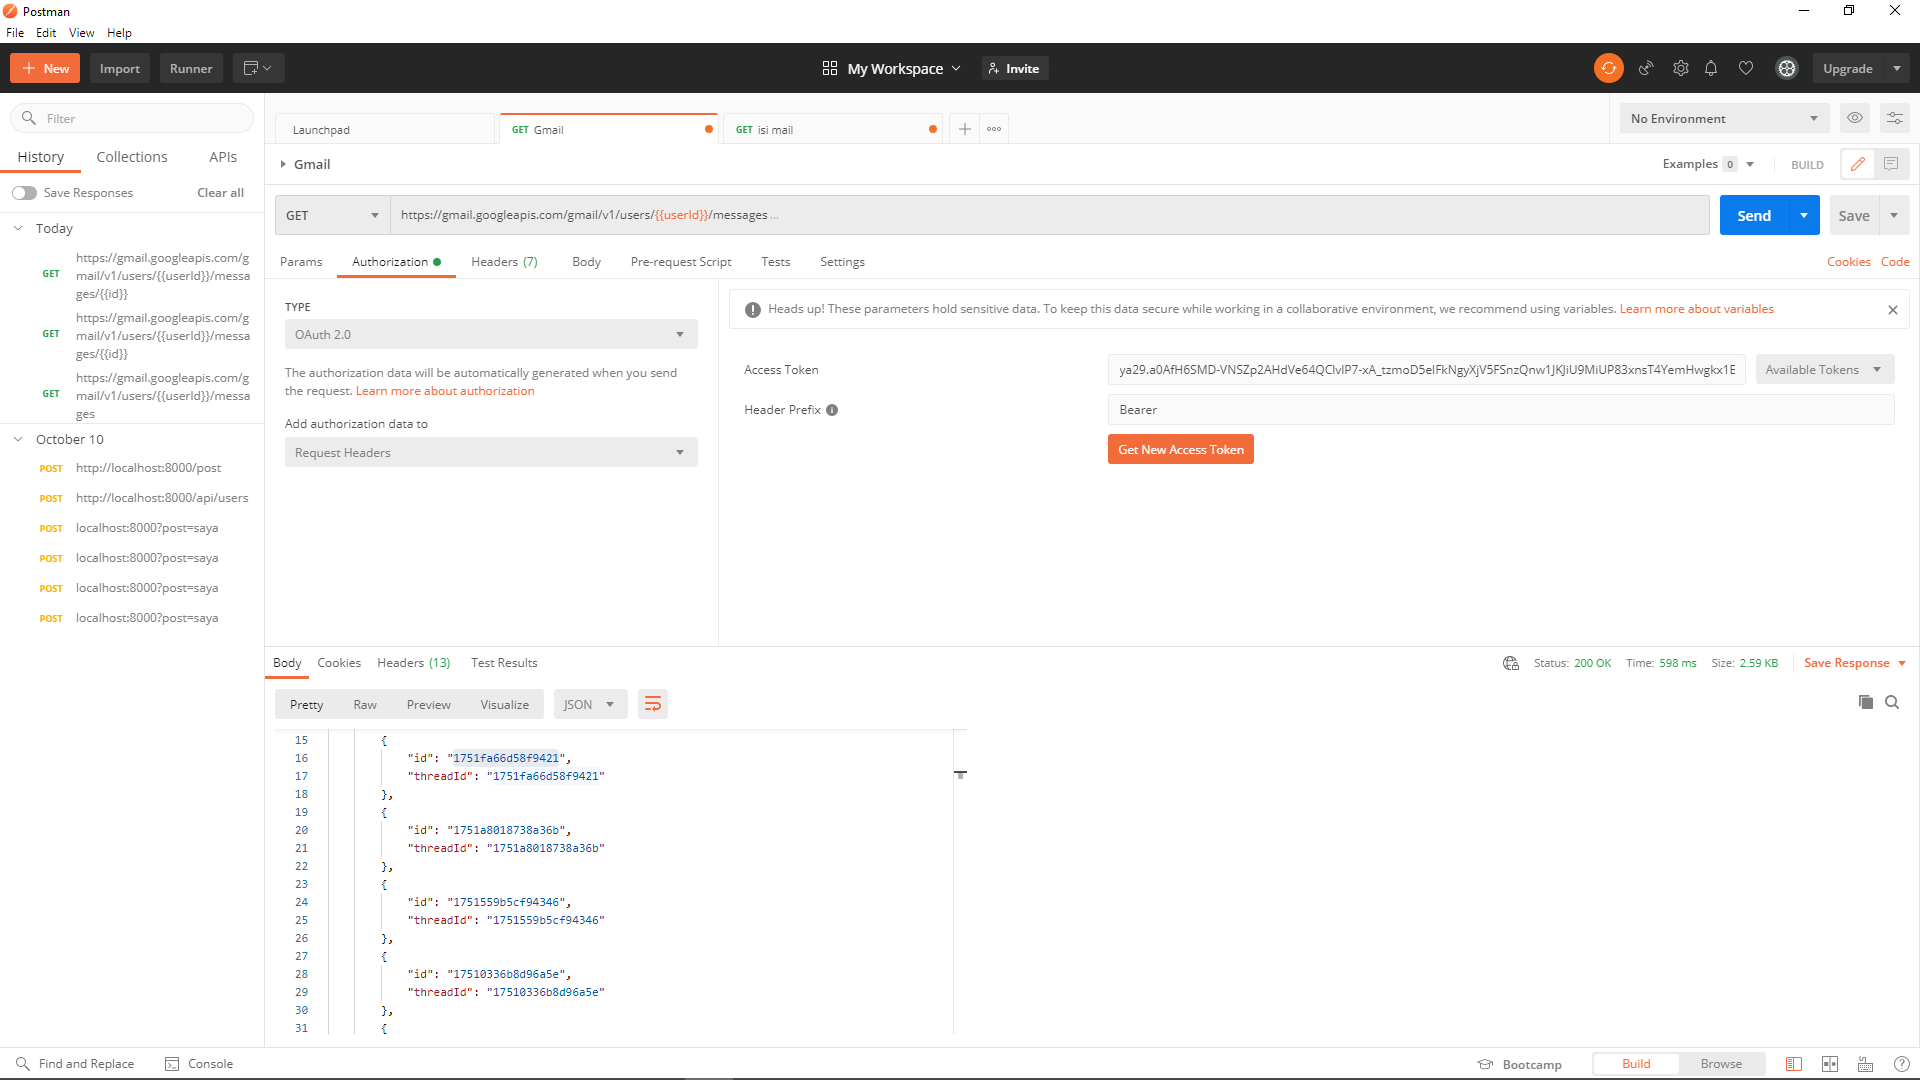 Postman
File Edit View Help
New Import Runner My Workspace Invite Upgrade
Filter
History Collections APIs
Save Responses Clear all
Today
GET https://gmail.googleapis.com/g
mail/v1/users/{{userId}}/messa
ges/{{id}}
GET https://gmail.googleapis.com/g
mail/v1/users/{{userId}}/messa
ges/{{id}}
GET https://gmail.googleapis.com/g
mail/v1/users/{{userId}}/messa
ges
October 10
POST http://localhost:8000/post
POST http://localhost:8000/api/users
POST localhost:8000?post=saya
POST localhost:8000?post=saya
POST localhost:8000?post=saya
POST localhost:8000?post=saya
Launchpad GET Gmail GET isi mail No Environment
Gmail Examples 0 BUILD
GET https://gmail.googleapis.com/gmail/v1/users/{{userId}}/messages ... Send Save
Params Authorization Headers (7) Body Pre-request Script Tests Settings Cookies Code
TYPE
OAuth 2.0
The authorization data will be automatically generated when you send
the request. Learn more about authorization
Add authorization data to
Request Headers
Heads up! These parameters hold sensitive data. To keep this data secure while working in a collaborative environment, we recommend using variables. Learn more about variables
Access Token Available Tokens
Header Prefix Bearer
Get New Access Token
Body Cookies Headers (13) Test Results Status: 200 OK Time: 598 ms Size: 2.59 KB Save Response
Pretty Raw Preview Visualize JSON
15 {
16 "id": "1751fa66d58f9421",
17 "threadId": "1751fa66d58f9421"
18 },
19 {
20 "id": "1751a8018738a36b",
21 "threadId": "1751a8018738a36b"
22 },
23 {
24 "id": "1751559b5cf94346",
25 "threadId": "1751559b5cf94346"
26 },
27 {
28 "id": "17510336b8d96a5e",
29 "threadId": "17510336b8d96a5e"
30 },
31 {
Find and Replace Console Bootcamp Build Browse